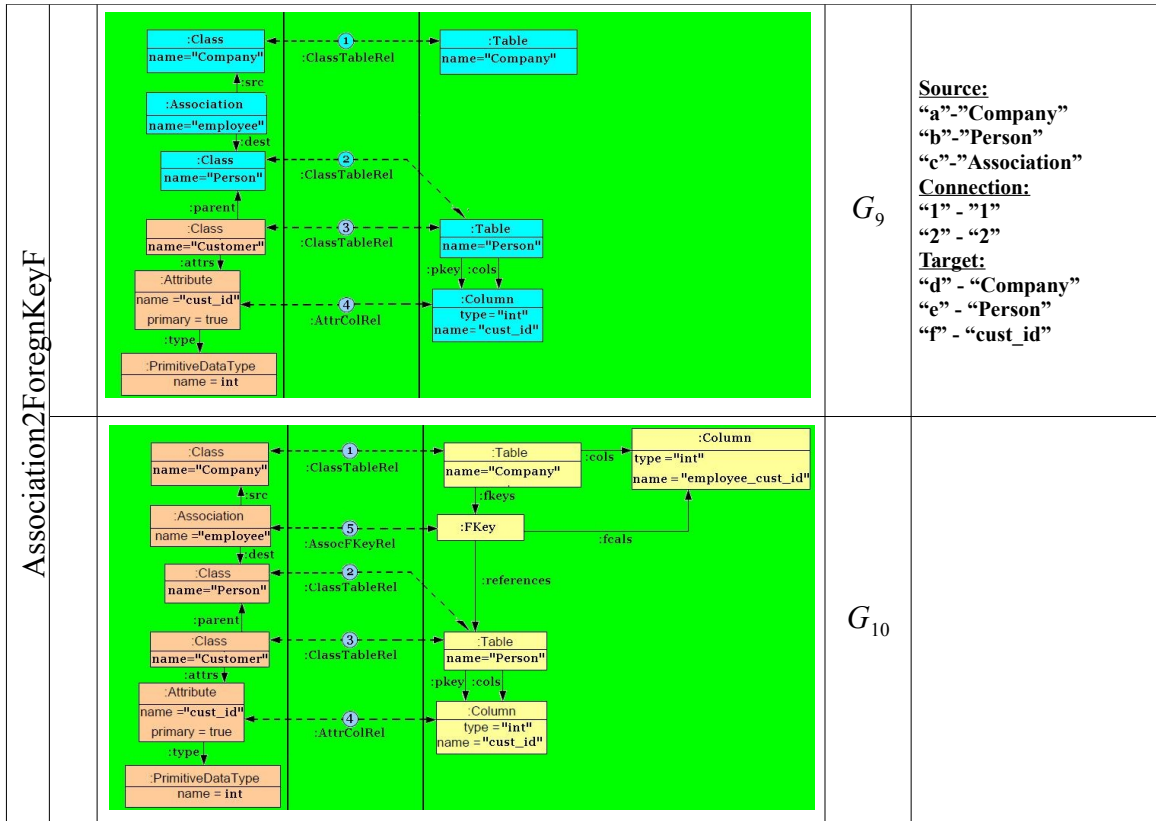 Association2ForegnKeyF
:Class
name="Company"
1
:ClassTableRel
:Table
name="Company"
:src
:Association
name="employee"
:dest
:Class
name="Person"
2
:ClassTableRel
:parent
:Class
name="Customer"
3
:ClassTableRel
:Table
name="Person"
:attrs
:pkey :cols
:Attribute
name ="cust_id"
primary = true
4
:AttrColRel
:Column
type="int"
name="cust_id"
:type
:PrimitiveDataType
name = int
G9
Source:
“a”-”Company”
“b”-”Person”
“c”-”Association”
Connection:
“1” - ”1”
“2” - “2”
Target:
“d” - “Company”
“e” - “Person”
“f” - “cust_id”
:Class
name="Company"
1
:ClassTableRel
:Table
name="Company"
:cols
:Column
type ="int"
name ="employee_cust_id"
:src
:fkeys
:Association
name ="employee"
5
:AssocFKeyRel
:FKey
:fcals
:dest
:Class
name="Person"
2
:ClassTableRel
:references
:parent
:Class
name="Customer"
3
:ClassTableRel
:Table
name="Person"
:attrs
:pkey :cols
:Attribute
name ="cust_id"
primary = true
4
:AttrColRel
:Column
type ="int"
name ="cust_id"
:type
:PrimitiveDataType
name = int
G10